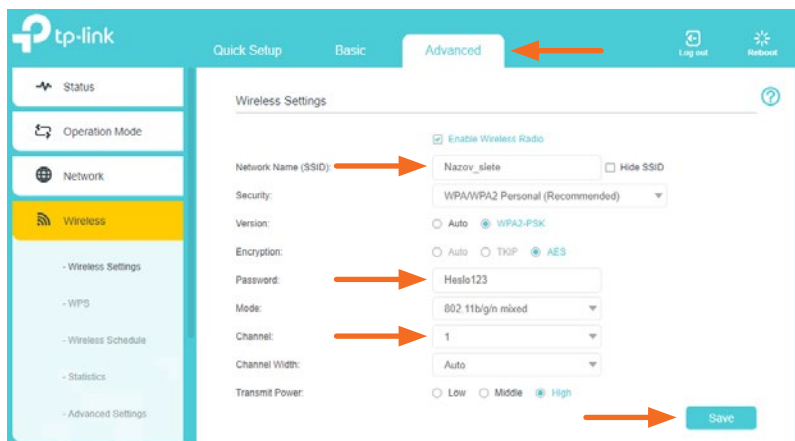 tp-link
Quick Setup Basic Advanced Log out Reboot
Status
Operation Mode
Network
Wireless
- Wireless Settings
- WPS
- Wireless Schedule
- Statistics
- Advanced Settings
Wireless Settings
Enable Wireless Radio
Network Name (SSID): Nazov_siete Hide SSID
Security: WPA/WPA2 Personal (Recommended)
Version: Auto WPA2-PSK
Encryption: Auto TKIP AES
Password: Heslo123
Mode: 802.11b/g/n mixed
Channel: 1
Channel Width: Auto
Transmit Power: Low Middle High
Save